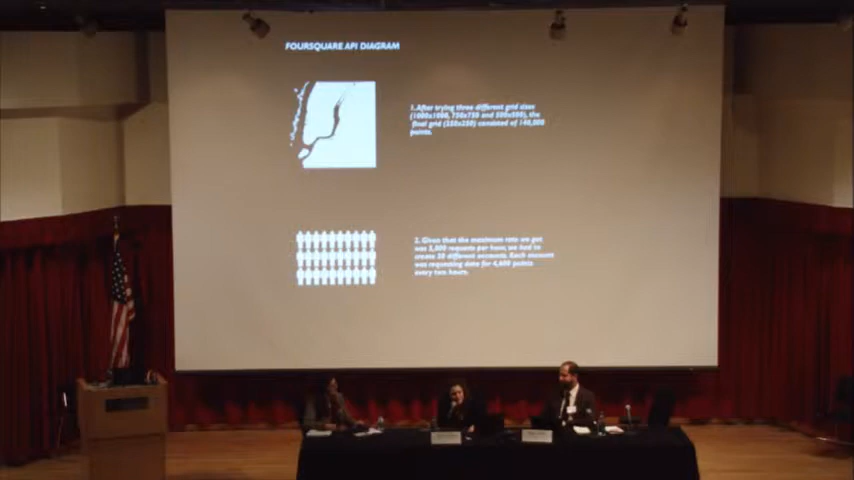 FOURSQUARE API DIAGRAM
1. After trying three different grid sizes
(1000x1000, 750x750 and 500x500), the
final grid (250x250) consisted of 140,000
points.
2. Given that the maximum rate we got
was 5,000 requests per hour, we had to
create 30 different accounts. Each account
was requesting data for 4,600 points
every two hours.